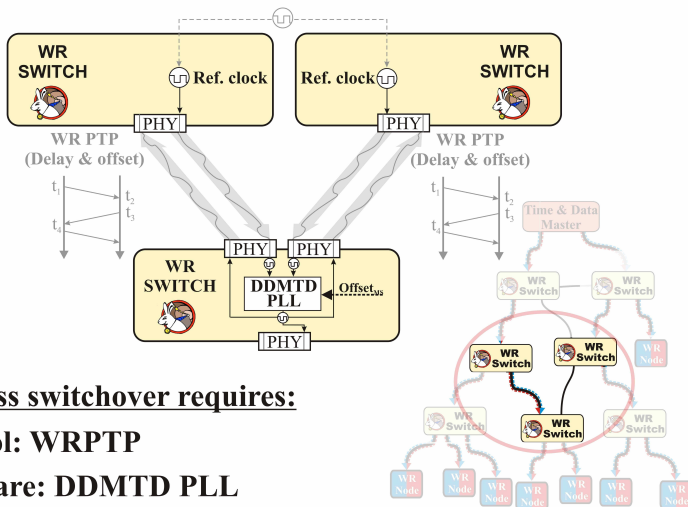 WR
SWITCH
Ref. clock
PHY
Ref. clock
WR
SWITCH
PHY
WR PTP
(Delay & offset)
t1
t2
t3
t4
WR PTP
(Delay & offset)
t1
t2
t3
t4
PHY
PHY
WR
SWITCH
DDMTD
PLL
OffsetMS
PHY
Time & Data
Master
WR
Switch
WR
Switch
WR
Switch
WR
Switch
WR
Node
WR
Switch
WR
Switch
WR
Switch
WR
Node
WR
Node
WR
Node
WR
Node
WR
Node
WR
Node
WR
Node
ss switchover requires:
ol: WRPTP
are: DDMTD PLL